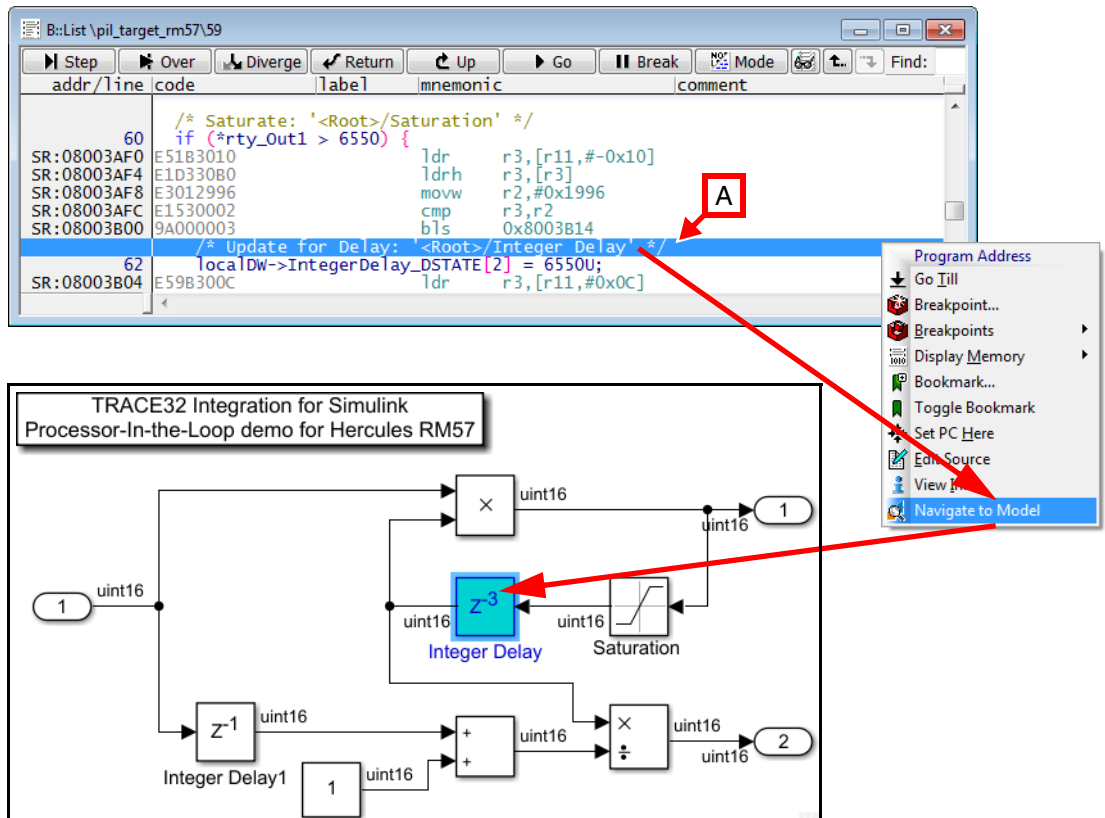 B::List \pil_target_rm57\59
Step Over Diverge Return Up Go Break Mode Find:
addr/line code label mnemonic comment
/* Saturate: '<Root>/Saturation' */
60 if (*rty_Out1 > 6550) {
SR:08003AF0 E51B3010 ldr r3,[r11,#-0x10]
SR:08003AF4 E1D330B0 ldrh r3,[r3]
SR:08003AF8 E3012996 movw r2,#0x1996
SR:08003AFC E1530002 cmp r3,r2
SR:08003B00 9A000003 bls 0x8003B14
/* Update for Delay: '<Root>/Integer Delay' */
62 localDW->IntegerDelay_DSTATE[2] = 6550U;
SR:08003B04 E59B300C ldr r3,[r11,#0x0C]
A
Program Address
Go Till
Breakpoint...
Breakpoints
Display Memory
Bookmark...
Toggle Bookmark
Set PC Here
Edit Source
View
Navigate to Model
TRACE32 Integration for Simulink
Processor-In-the-Loop demo for Hercules RM57
×
uint16
1
uint16
uint16
1
Z-3
uint16
uint16
Integer Delay
Saturation
Z-1
uint16
Integer Delay1
1
uint16
+
+
uint16
×
÷
uint16
uint16
2